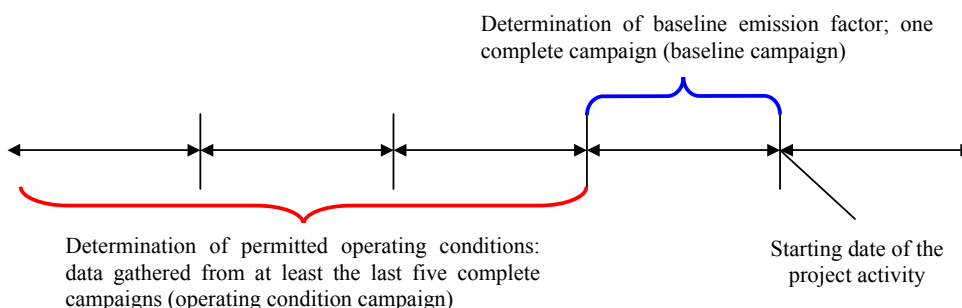 Determination of baseline emission factor; one
complete campaign (baseline campaign)
Determination of permitted operating conditions:
data gathered from at least the last five complete
campaigns (operating condition campaign)
Starting date of the
project activity